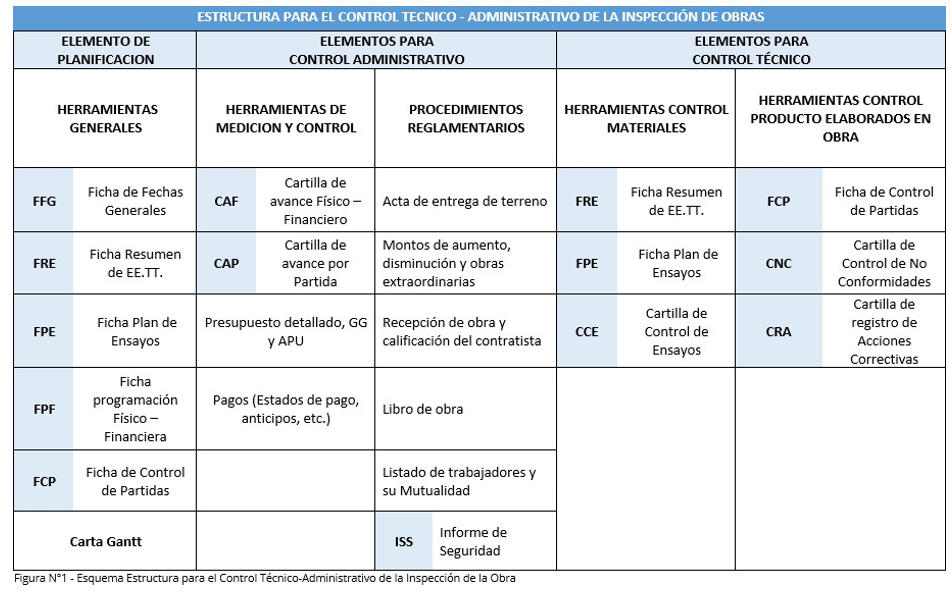 ESTRUCTURA PARA EL CONTROL TECNICO - ADMINISTRATIVO DE LA INSPECCIÓN DE OBRAS
ELEMENTO DE
PLANIFICACION
ELEMENTOS PARA
CONTROL ADMINISTRATIVO
ELEMENTOS PARA
CONTROL TÉCNICO
HERRAMIENTAS
GENERALES
HERRAMIENTAS DE
MEDICION Y CONTROL
PROCEDIMIENTOS
REGLAMENTARIOS
HERRAMIENTAS CONTROL
MATERIALES
HERRAMIENTAS CONTROL
PRODUCTO ELABORADOS EN
OBRA
FFG
Ficha de Fechas
Generales
CAF
Cartilla de
avance Físico –
Financiero
Acta de entrega de terreno
FRE
Ficha Resumen
de EE.TT.
FCP
Ficha de Control
de Partidas
FRE
Ficha Resumen
de EE.TT.
CAP
Cartilla de
avance por
Partida
Montos de aumento,
disminución y obras
extraordinarias
FPE
Ficha Plan de
Ensayos
CNC
Cartilla de
Control de No
Conformidades
FPE
Ficha Plan de
Ensayos
Presupuesto detallado, GG
y APU
Recepción de obra y
calificación del contratista
CCE
Cartilla de
Control de
Ensayos
CRA
Cartilla de
registro de
Acciones
Correctivas
FPF
Ficha
programación
Físico –
Financiera
Pagos (Estados de pago,
anticipos, etc.)
Libro de obra
FCP
Ficha de Control
de Partidas
Listado de trabajadores y
su Mutualidad
Carta Gantt
ISS
Informe de
Seguridad
Figura N°1 - Esquema Estructura para el Control Técnico-Administrativo de la Inspección de la Obra